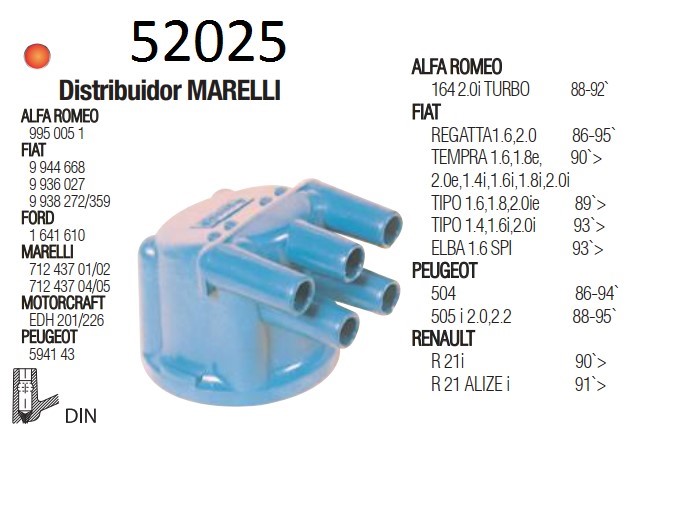 52025
Distribuidor MARELLI
ALFA ROMEO
995 005 1
FIAT
9 944 668
9 936 027
9 938 272/359
FORD
1 641 610
MARELLI
712 437 01/02
712 437 04/05
MOTORCRAFT
EDH 201/226
PEUGEOT
5941 43
DIN
ALFA ROMEO
164 2.0i TURBO 88-92`
FIAT
REGATTA1.6,2.0 86-95`
TEMPRA 1.6,1.8e, 90`>
2.0e,1.4i,1.6i,1.8i,2.0i
TIPO 1.6,1.8,2.0ie 89`>
TIPO 1.4,1.6i,2.0i 93`>
ELBA 1.6 SPI 93`>
PEUGEOT
504 86-94`
505 i 2.0,2.2 88-95`
RENAULT
R 21i 90`>
R 21 ALIZE i 91`>